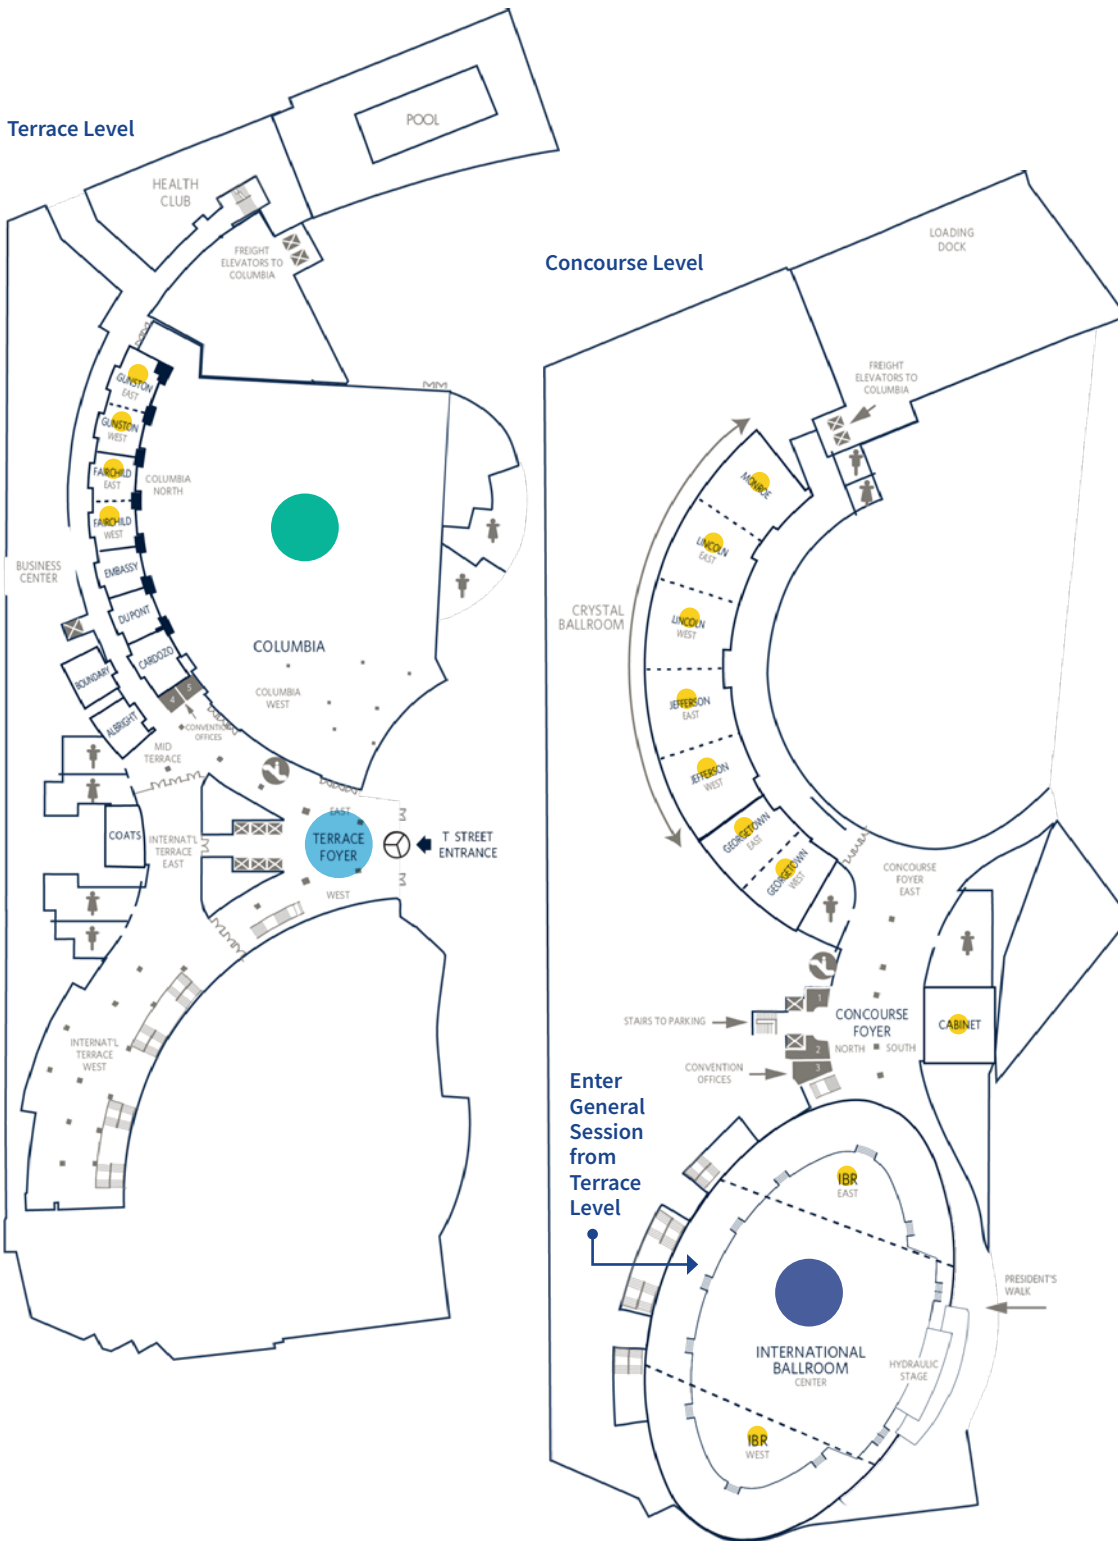 Terrace Level
POOL
HEALTH
CLUB
FREIGHT
ELEVATORS TO
COLUMBIA
GUNSTON
EAST
GUNSTON
WEST
FAIRCHILD
EAST
FAIRCHILD
WEST
COLUMBIA
NORTH
EMBASSY
DUPONT
CARDOZO
BUSINESS
CENTER
BOUNDARY
ALBRIGHT
4
5
CONVENTION
OFFICES
COLUMBIA
COLUMBIA
WEST
MID
TERRACE
COATS
INTERNAT'L
TERRACE
EAST
EAST
TERRACE
FOYER
WEST
T STREET
ENTRANCE
INTERNAT'L
TERRACE
WEST
Concourse Level
LOADING
DOCK
FREIGHT
ELEVATORS TO
COLUMBIA
MONROE
LINCOLN
EAST
LINCOLN
WEST
CRYSTAL
BALLROOM
JEFFERSON
EAST
JEFFERSON
WEST
GEORGETOWN
EAST
GEORGETOWN
WEST
CONCOURSE
FOYER
EAST
1
STAIRS TO PARKING
CONCOURSE
FOYER
NORTH
SOUTH
CABINET
2
3
CONVENTION
OFFICES
Enter
General
Session
from
Terrace
Level
IBR
EAST
PRESIDENT'S
WALK
INTERNATIONAL
BALLROOM
CENTER
HYDRAULIC
STAGE
IBR
WEST